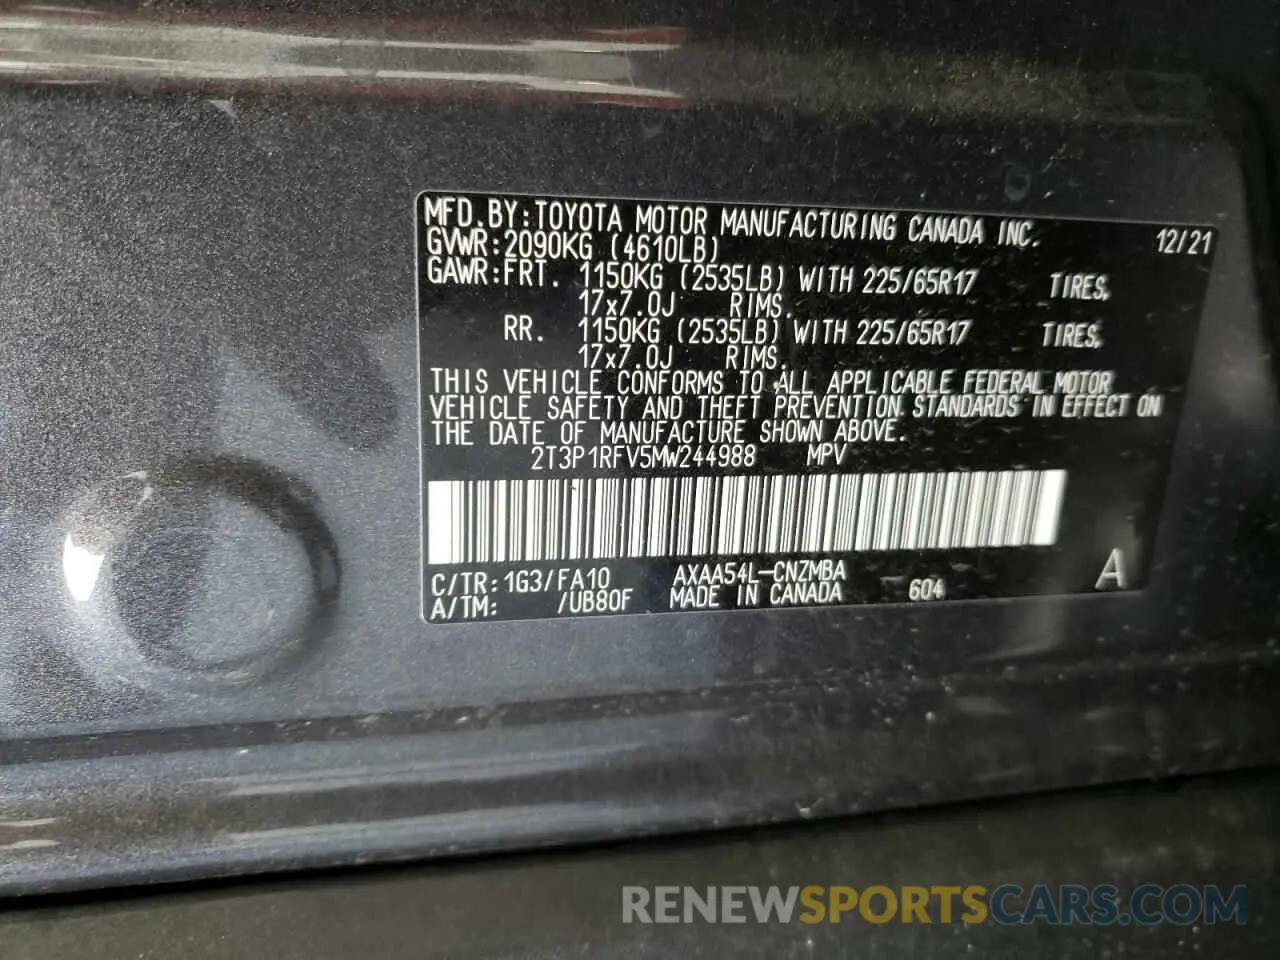 MFD.BY:TOYOTA MOTOR MANUFACTURING CANADA INC. 12/21
GVWR:2090KG (4610LB)
GAWR:FRT. 1150KG (2535LB) WITH 225/65R17 TIRES,
17x7.0J RIMS.
RR. 1150KG (2535LB) WITH 225/65R17 TIRES,
17x7.0J RIMS.
THIS VEHICLE CONFORMS TO ALL APPLICABLE FEDERAL MOTOR
VEHICLE SAFETY AND THEFT PREVENTION STANDARDS IN EFFECT ON
THE DATE OF MANUFACTURE SHOWN ABOVE.
2T3P1RFV5MW244988 MPV
C/TR:1G3/FA10 AXAA54L-CNZMBA 604 A
A/TM: /UB80F MADE IN CANADA
RENEWSPORTSCARS.COM